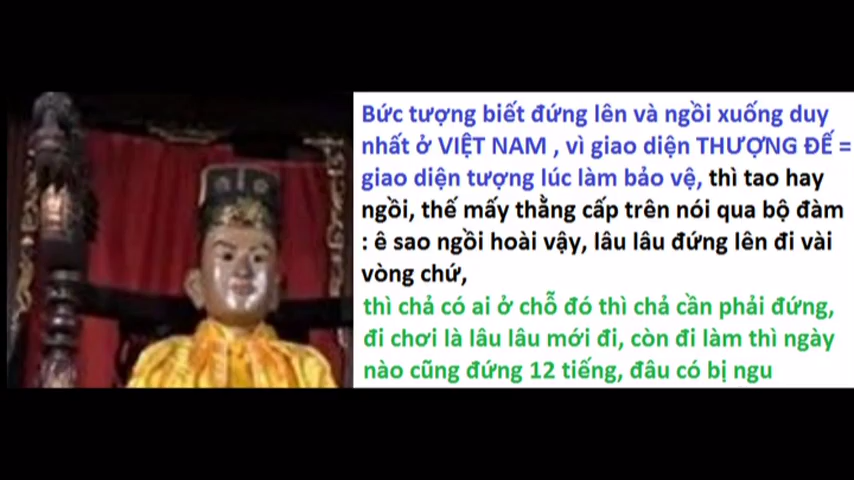 Bức tượng biết đứng lên và ngồi xuống duy
nhất ở VIỆT NAM , vì giao diện THƯỢNG ĐẾ =
giao diện tượng lúc làm bảo vệ, thì tao hay
ngồi, thế mấy thằng cấp trên nói qua bộ đàm
: ê sao ngồi hoài vậy, lâu lâu đứng lên đi vài
vòng chứ,
thì chả có ai ở chỗ đó thì chả cần phải đứng,
đi chơi là lâu lâu mới đi, còn đi làm thì ngày
nào cũng đứng 12 tiếng, đâu có bị ngu